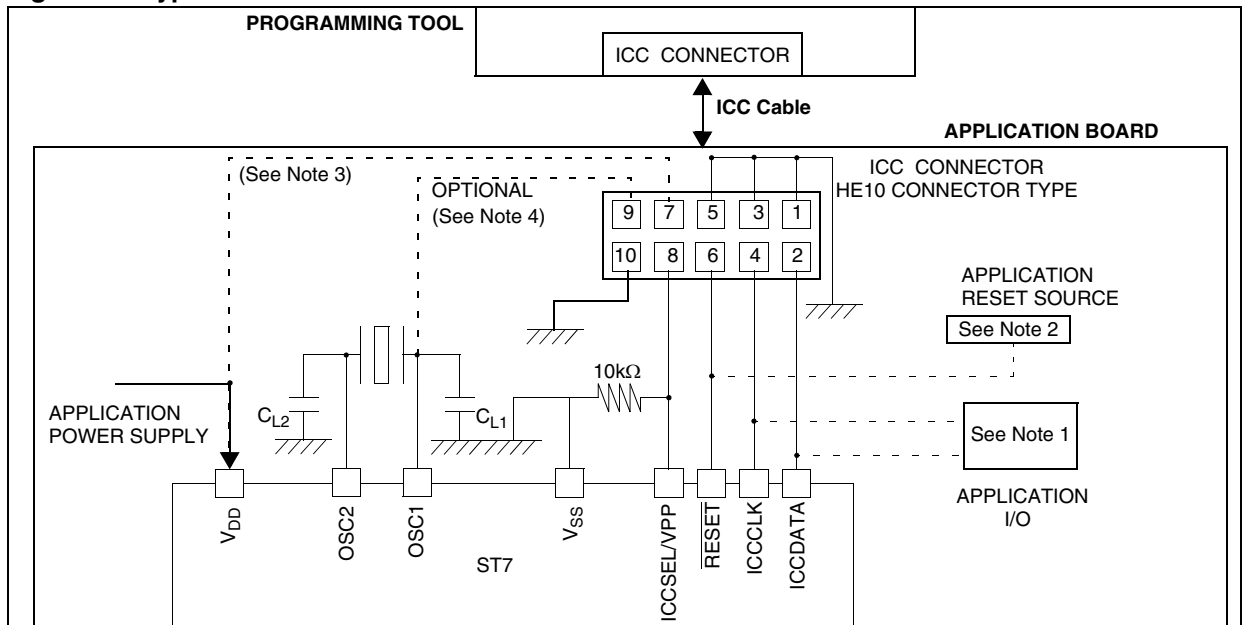 PROGRAMMING TOOL
ICC CONNECTOR
ICC Cable
APPLICATION BOARD
(See Note 3)
OPTIONAL
(See Note 4)
ICC CONNECTOR
HE10 CONNECTOR TYPE
9 7 5 3 1
10 8 6 4 2
APPLICATION
RESET SOURCE
See Note 2
10kΩ
APPLICATION
POWER SUPPLY
CL2
CL1
See Note 1
APPLICATION
I/O
VDD
OSC2
OSC1
VSS
ICCSEL/VPP
RESET
ICCCLK
ICCDATA
ST7